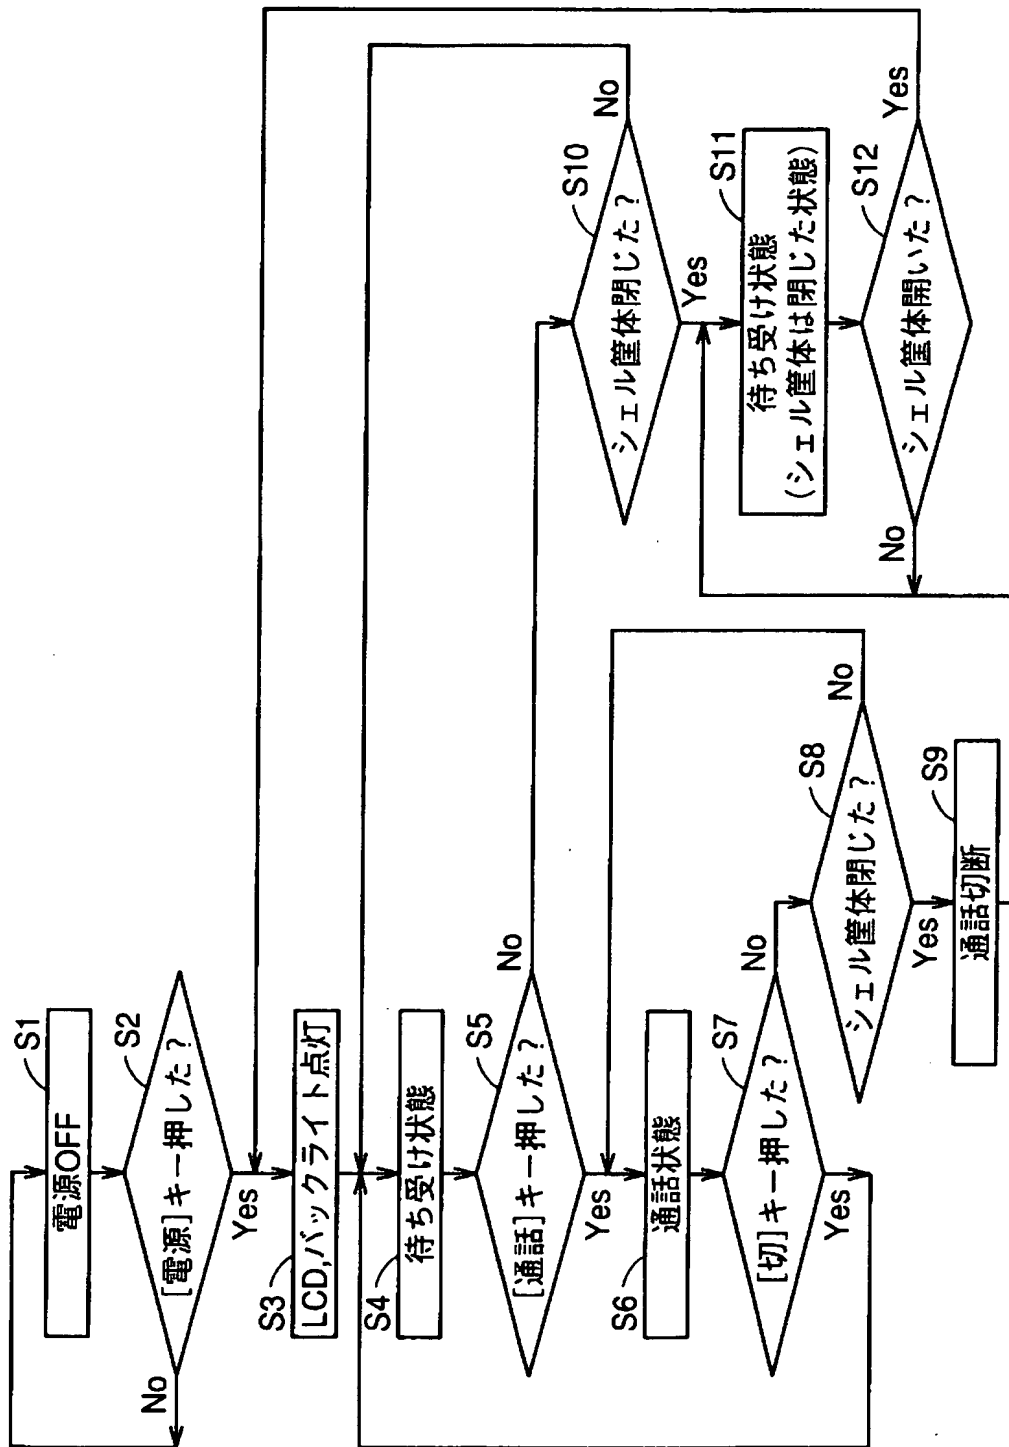 S1
電源OFF
S2
[電源]キー押した?
No
Yes
S3
LCD,バックライト点灯
S4
待ち受け状態
S5
[通話]キー押した?
No
Yes
S6
通話状態
S7
[切]キー押した?
No
Yes
S8
シェル筐体閉じた?
No
Yes
S9
通話切断
S10
シェル筐体閉じた?
No
Yes
S11
待ち受け状態
(シェル筐体は閉じた状態)
S12
シェル筐体開いた?
Yes
No